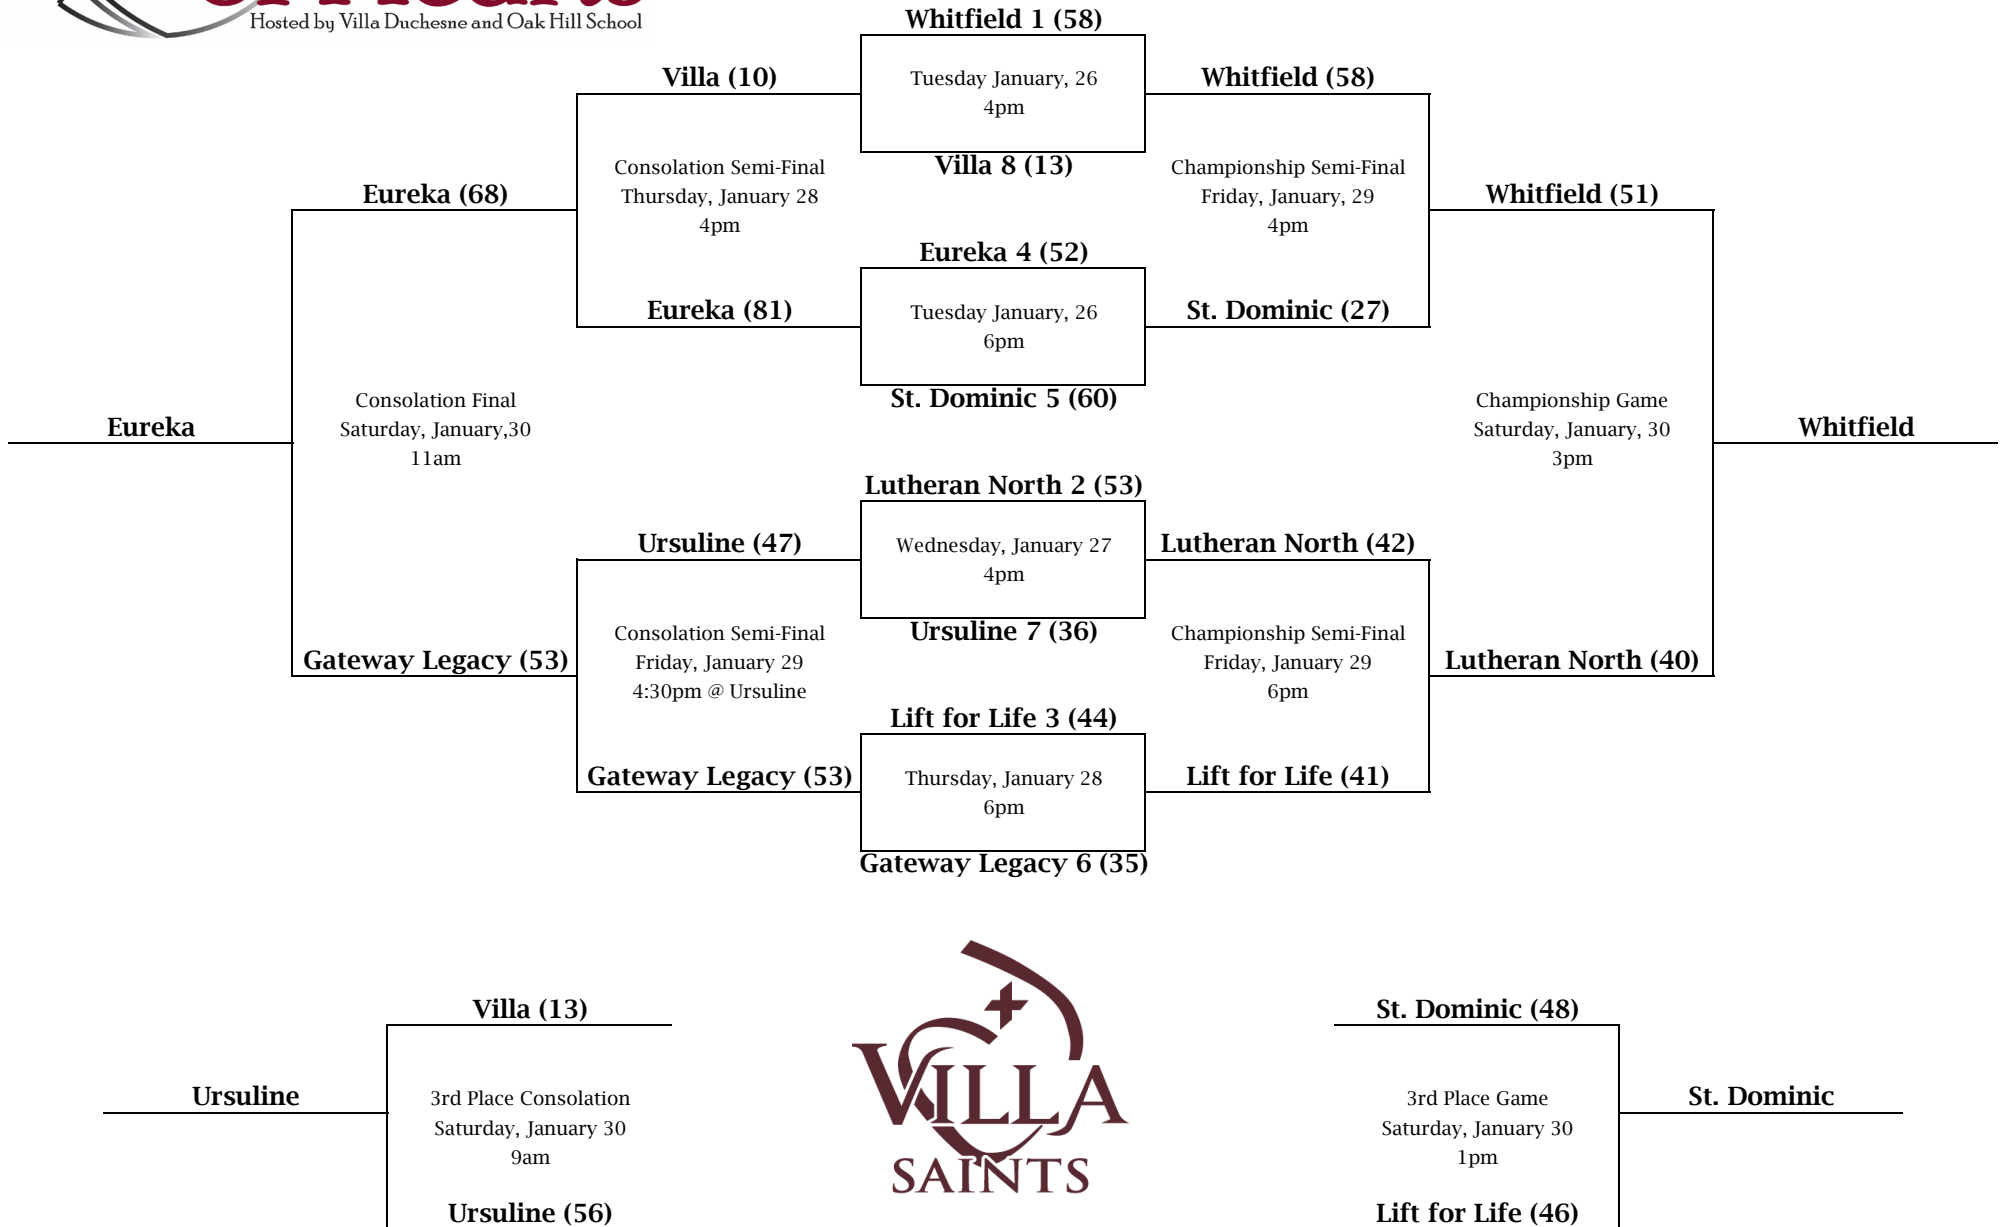 Hosted by Villa Duchesne and Oak Hill School
Whitfield 1 (58)
Villa (10)
Tuesday January, 26
4pm
Whitfield (58)
Villa 8 (13)
Consolation Semi-Final
Thursday, January 28
4pm
Championship Semi-Final
Friday, January, 29
4pm
Eureka (68)
Whitfield (51)
Eureka 4 (52)
Eureka (81)
Tuesday January, 26
6pm
St. Dominic (27)
St. Dominic 5 (60)
Eureka
Consolation Final
Saturday, January,30
11am
Championship Game
Saturday, January, 30
3pm
Whitfield
Lutheran North 2 (53)
Ursuline (47)
Wednesday, January 27
4pm
Lutheran North (42)
Ursuline 7 (36)
Consolation Semi-Final
Friday, January 29
4:30pm @ Ursuline
Championship Semi-Final
Friday, January 29
6pm
Gateway Legacy (53)
Lutheran North (40)
Lift for Life 3 (44)
Gateway Legacy (53)
Thursday, January 28
6pm
Lift for Life (41)
Gateway Legacy 6 (35)
Villa (13)
Ursuline
3rd Place Consolation
Saturday, January 30
9am
Ursuline (56)
VILLA
SAINTS
St. Dominic (48)
3rd Place Game
Saturday, January 30
1pm
St. Dominic
Lift for Life (46)